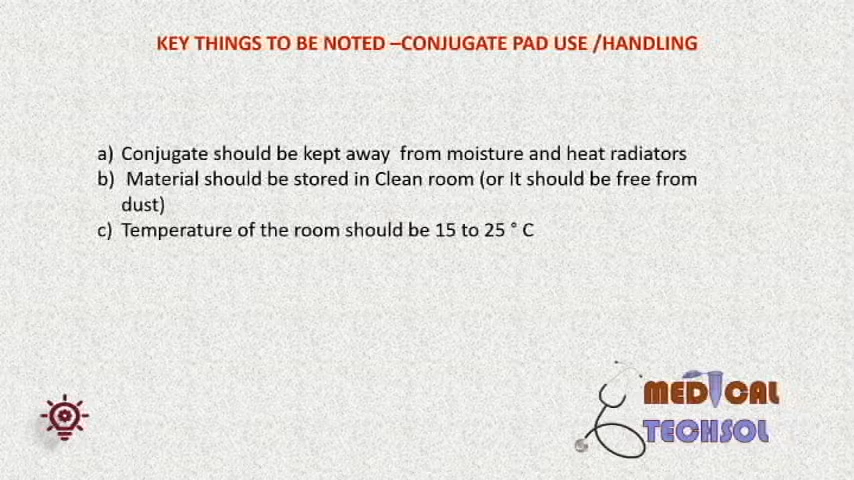 KEY THINGS TO BE NOTED –CONJUGATE PAD USE /HANDLING
a) Conjugate should be kept away  from moisture and heat radiators
b)  Material should be stored in Clean room (or It should be free from
dust)
c) Temperature of the room should be 15 to 25 ° C
MEDICAL
TECHSOL